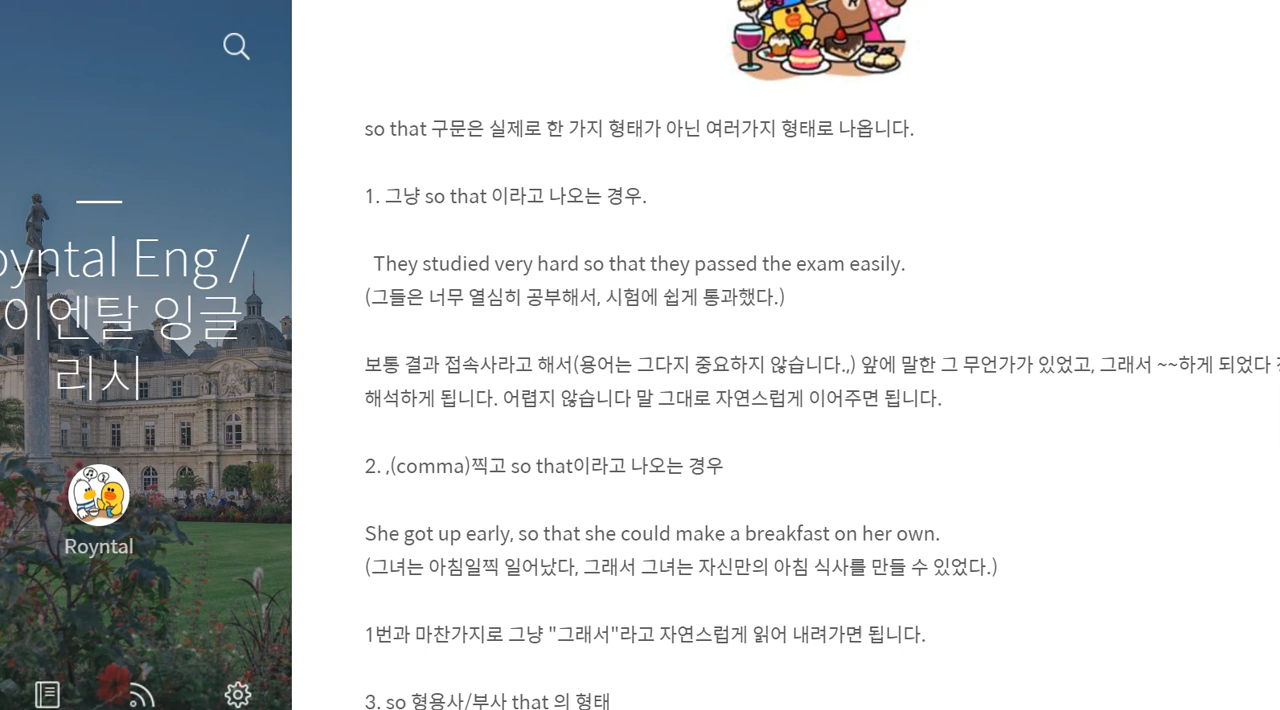 oyntal Eng /
이엔탈 잉글
리시
Royntal
so that 구문은 실제로 한 가지 형태가 아닌 여러가지 형태로 나옵니다.
1. 그냥 so that 이라고 나오는 경우.
They studied very hard so that they passed the exam easily.
(그들은 너무 열심히 공부해서, 시험에 쉽게 통과했다.)
보통 결과 접속사라고 해서(용어는 그다지 중요하지 않습니다.,) 앞에 말한 그 무언가가 있었고, 그래서 ~~하게 되었다
해석하게 됩니다. 어렵지 않습니다 말 그대로 자연스럽게 이어주면 됩니다.
2. ,(comma)찍고 so that이라고 나오는 경우
She got up early, so that she could make a breakfast on her own.
(그녀는 아침일찍 일어났다, 그래서 그녀는 자신만의 아침 식사를 만들 수 있었다.)
1번과 마찬가지로 그냥 "그래서"라고 자연스럽게 읽어 내려가면 됩니다.
3. so 형용사/부사 that 의 형태